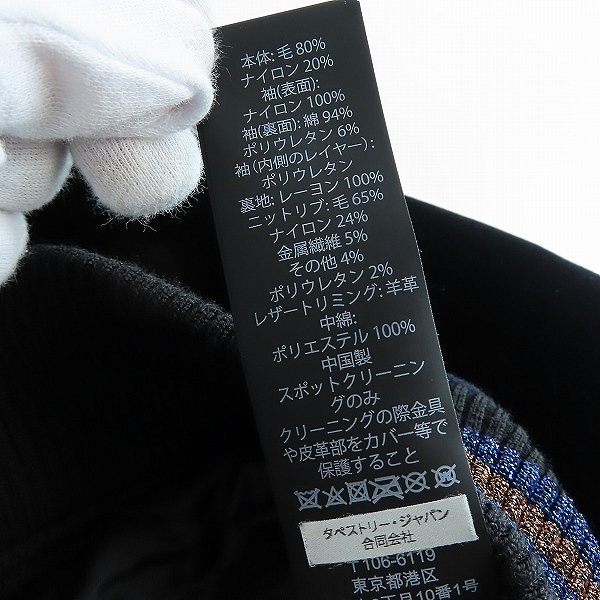 本体: 毛 80%
ナイロン 20%
袖(表面):
ナイロン 100%
袖(裏面): 綿 94%
ポリウレタン 6%
袖 (内側のレイヤー):
ポリウレタン
裏地: レーヨン 100%
ニットリブ: 毛 65%
ナイロン 24%
金属繊維 5%
その他 4%
ポリウレタン 2%
レザートリミング: 羊革
中綿:
ポリエステル 100%
中国製
スポットクリーニン
グのみ
クリーニングの際金具
や皮革部をカバー等で
保護すること
タペストリー・ジャパン
合同会社
〒106-6119
東京都港区
10番1号